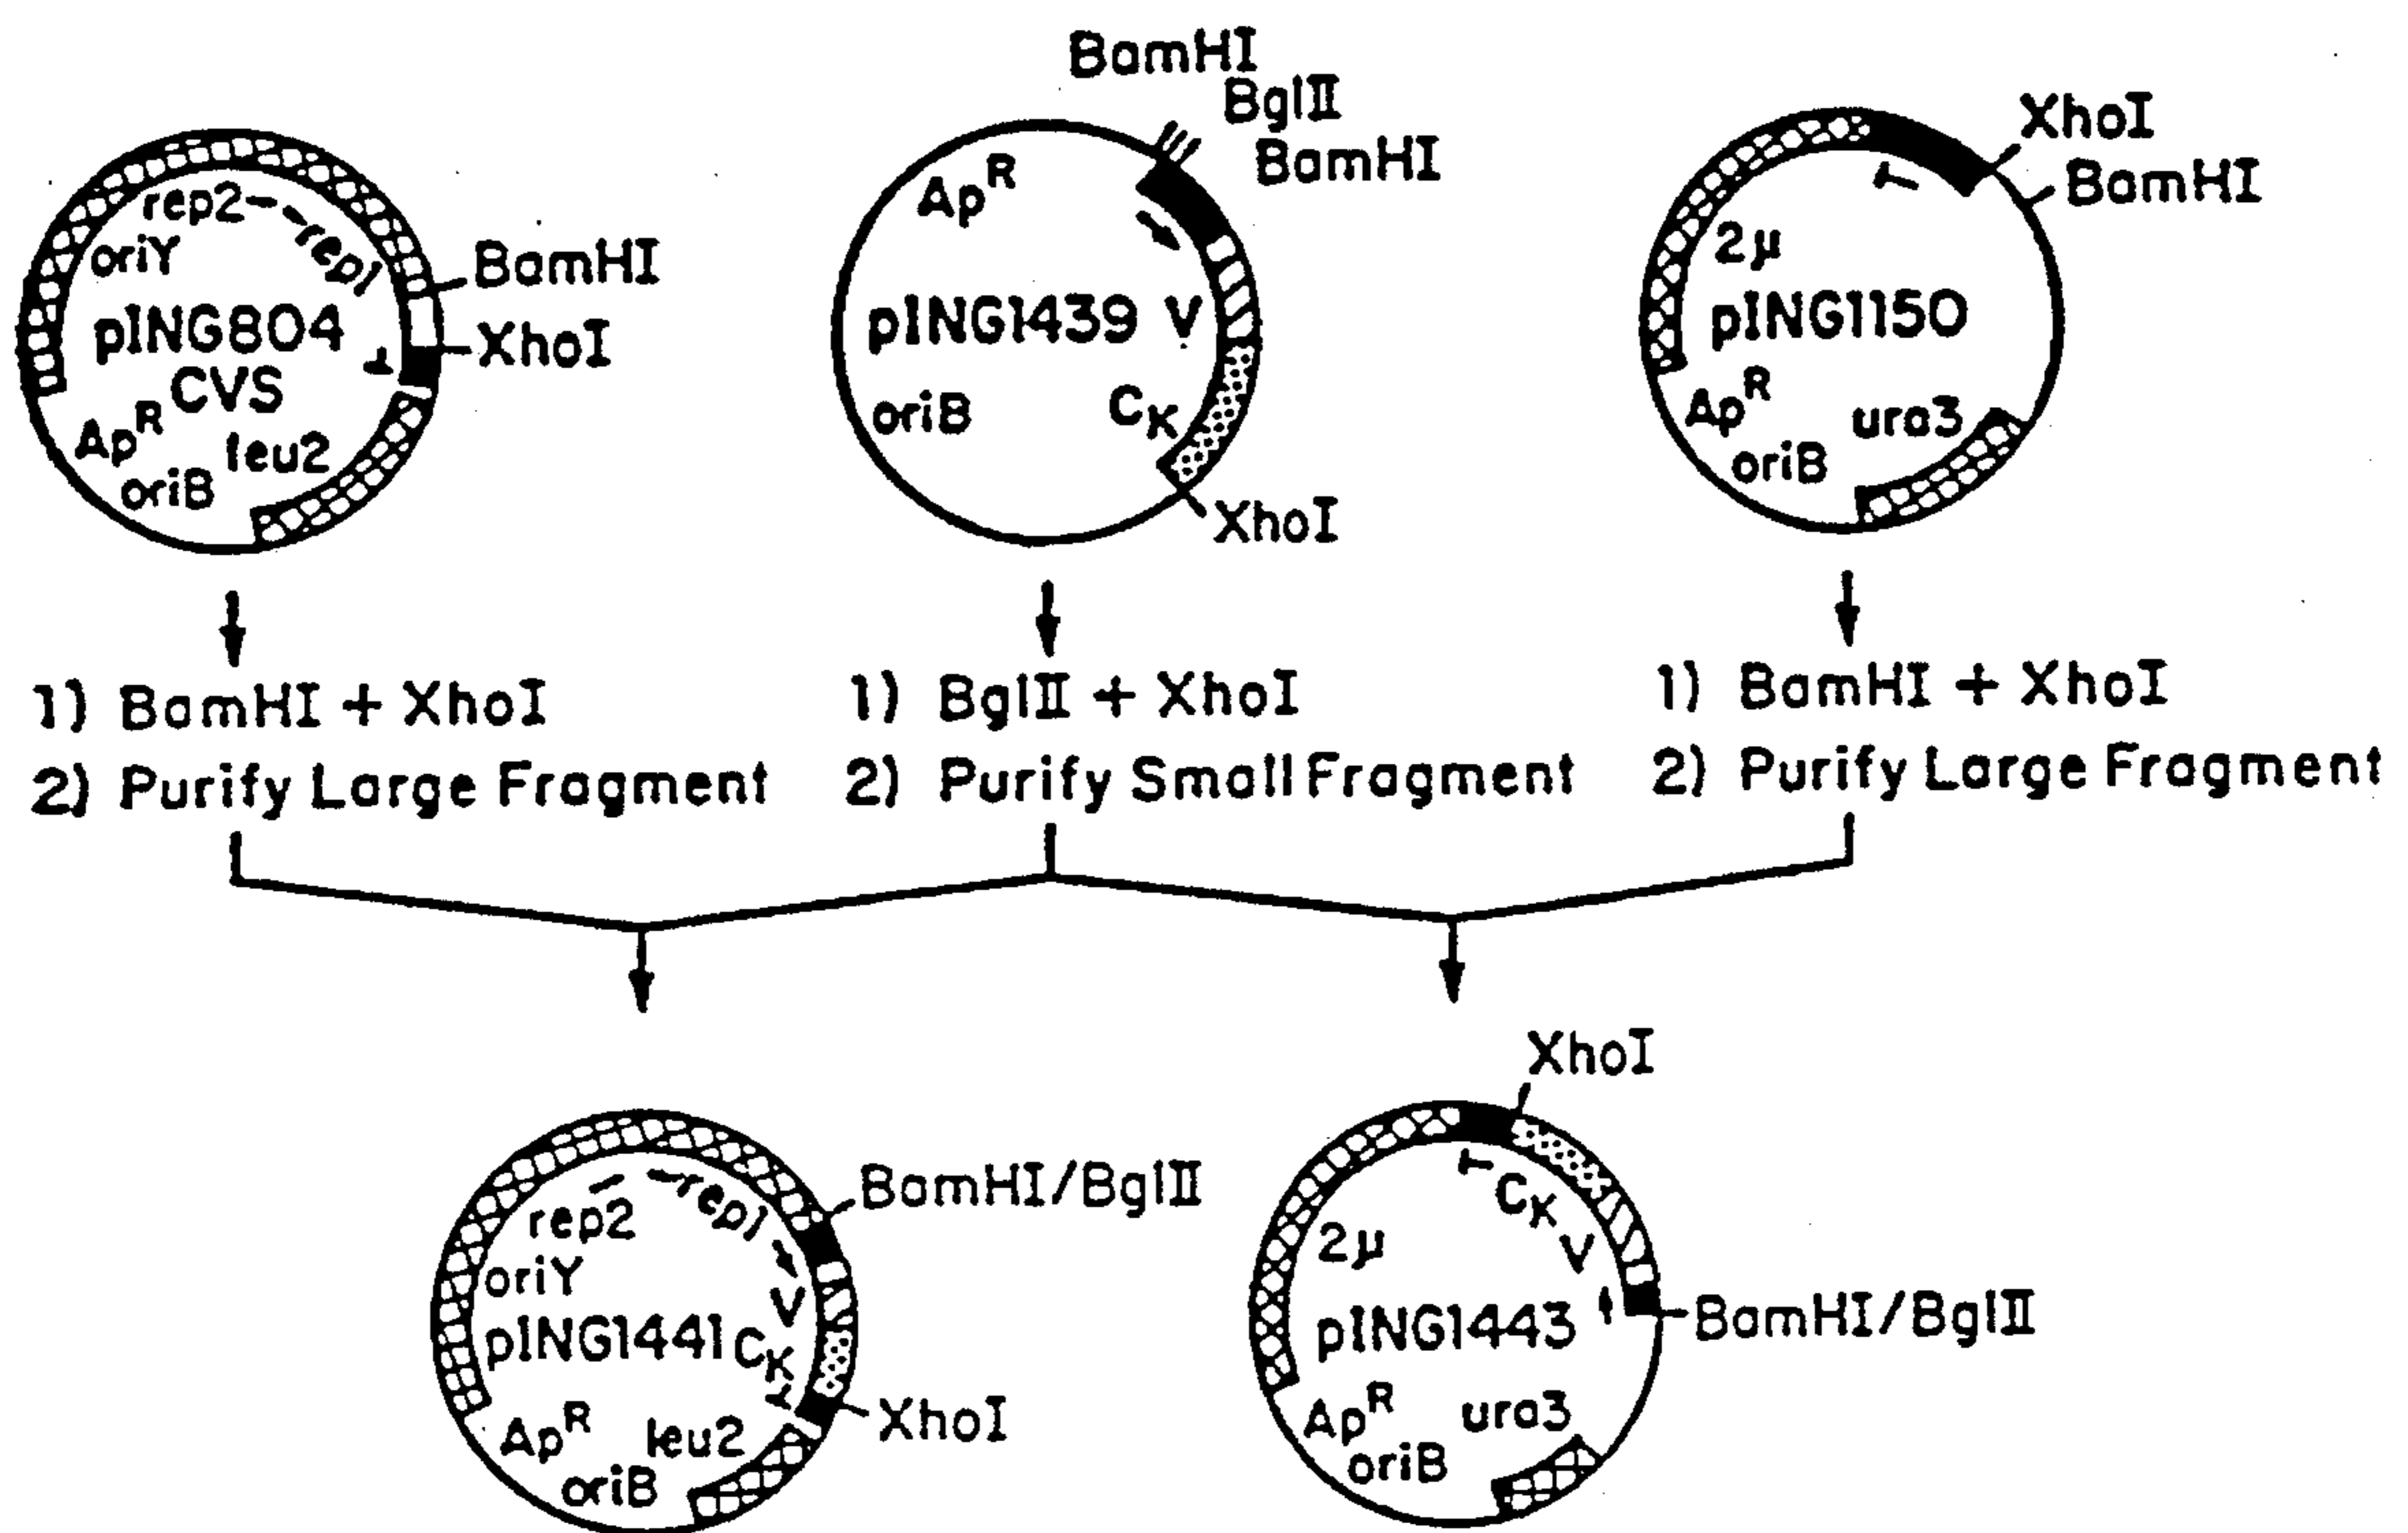 BamHI
BglII
BamHI
ApR
pING1439 V
oriB
CK
XhoI
rep2
rep1
oriY
pING804
CVS
ApR
leu2
oriB
BamHI
XhoI
XhoI
BamHI
2μ
pING1150
ApR
ura3
oriB
1) BamHI + XhoI
2) Purify Large Fragment
1) BglII + XhoI
2) Purify Small Fragment
1) BamHI + XhoI
2) Purify Large Fragment
rep2
rep1
oriY
V
pING1441
CK
ApR
leu2
oriB
BamHI/BglII
XhoI
XhoI
CK
V
2μ
pING1443
BamHI/BglII
ApR
ura3
oriB